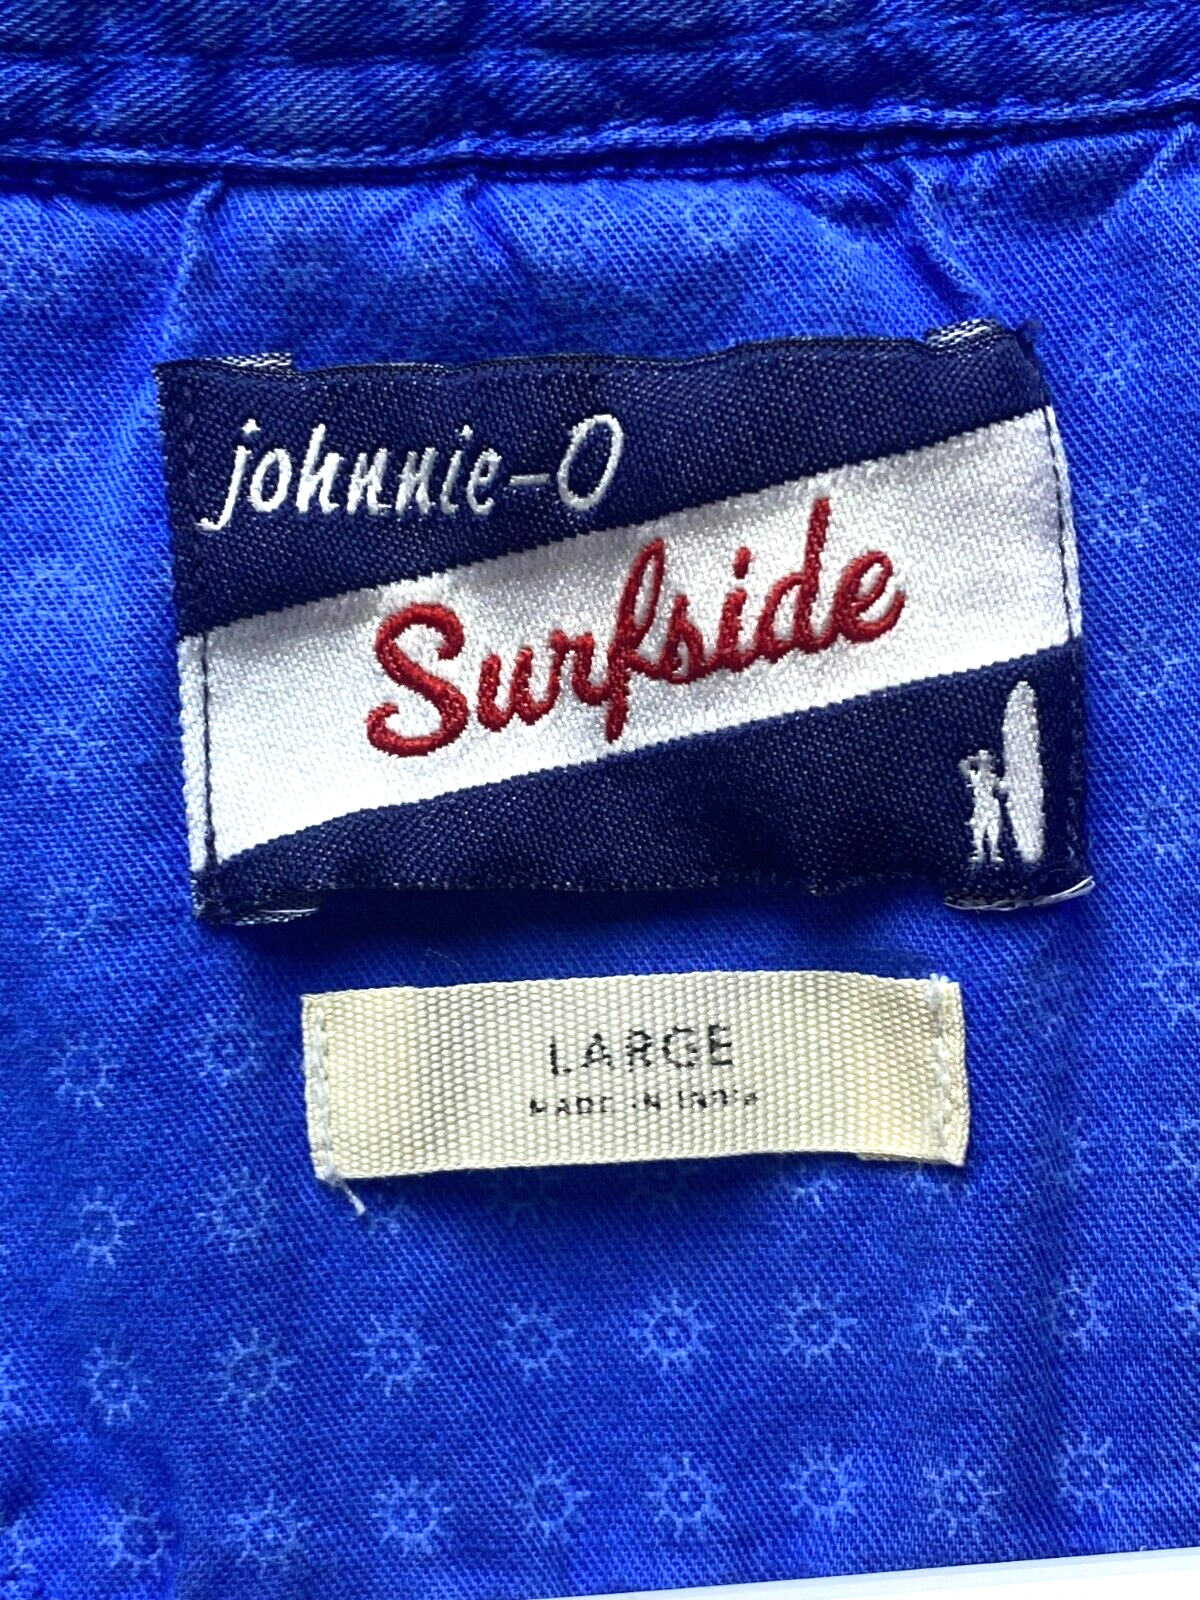 johnnie-O
Surfside
LARGE
MADE IN INDIA